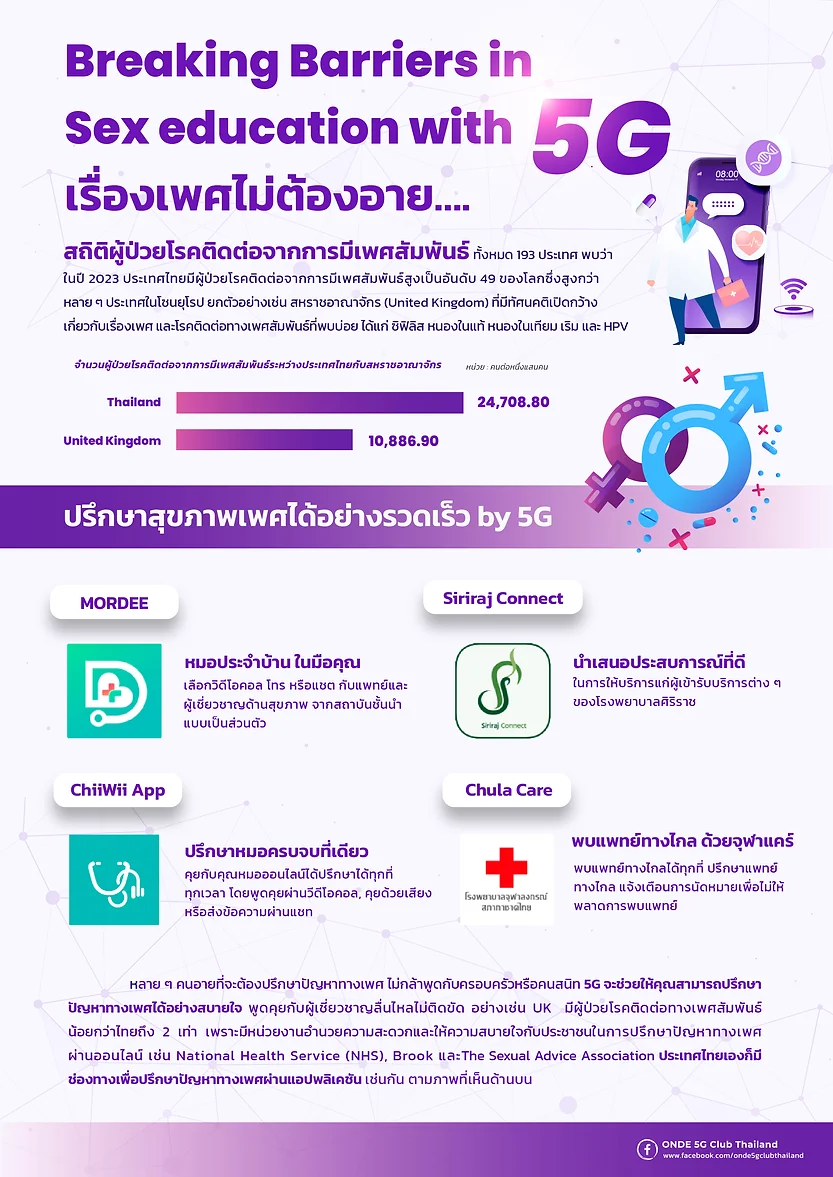 Breaking Barriers in
Sex education with 5G
เรื่องเพศไม่ต้องอาย....
08:00
สถิติผู้ป่วยโรคติดต่อจากการมีเพศสัมพันธ์ ทั้งหมด 193 ประเทศ พบว่า
ในปี 2023 ประเทศไทยมีผู้ป่วยโรคติดต่อจากการมีเพศสัมพันธ์สูงเป็นอันดับ 49 ของโลกซึ่งสูงกว่า
หลาย ๆ ประเทศในโซนยุโรป ยกตัวอย่างเช่น สหราชอาณาจักร (United Kingdom) ที่มีทัศนคติเปิดกว้าง
เกี่ยวกับเรื่องเพศ และโรคติดต่อทางเพศสัมพันธ์ที่พบบ่อย ได้แก่ ซิฟิลิส หนองในแท้ หนองในเทียม เริม และ HPV
จำนวนผู้ป่วยโรคติดต่อจากการมีเพศสัมพันธ์ระหว่างประเทศไทยกับสหราชอาณาจักร หน่วย : คนต่อหนึ่งแสนคน
Thailand 24,708.80
United Kingdom 10,886.90
ปรึกษาสุขภาพเพศได้อย่างรวดเร็ว by 5G
MORDEE
หมอประจำบ้าน ในมือคุณ
เลือกวิดีโอคอล โทร หรือแชต กับแพทย์และ
ผู้เชี่ยวชาญด้านสุขภาพ จากสถาบันชั้นนำ
แบบเป็นส่วนตัว
Siriraj Connect
Siriraj Connect
นำเสนอประสบการณ์ที่ดี
ในการให้บริการแก่ผู้เข้ารับบริการต่าง ๆ
ของโรงพยาบาลศิริราช
ChiiWii App
ปรึกษาหมอครบจบที่เดียว
คุยกับคุณหมอออนไลน์ได้ปรึกษาได้ทุกที่
ทุกเวลา โดยพูดคุยผ่านวีดีโอคอล, คุยด้วยเสียง
หรือส่งข้อความผ่านแชท
Chula Care
โรงพยาบาลจุฬาลงกรณ์
สภากาชาดไทย
พบแพทย์ทางไกล ด้วยจุฬาแคร์
พบแพทย์ทางไกลได้ทุกที่ ปรึกษาแพทย์
ทางไกล แจ้งเตือนการนัดหมายเพื่อไม่ให้
พลาดการพบแพทย์
หลาย ๆ คนอายที่จะต้องปรึกษาปัญหาทางเพศ ไม่กล้าพูดกับครอบครัวหรือคนสนิท 5G จะช่วยให้คุณสามารถปรึกษา
ปัญหาทางเพศได้อย่างสบายใจ พูดคุยกับผู้เชี่ยวชาญลื่นไหลไม่ติดขัด อย่างเช่น UK มีผู้ป่วยโรคติดต่อทางเพศสัมพันธ์
น้อยกว่าไทยถึง 2 เท่า เพราะมีหน่วยงานอำนวยความสะดวกและให้ความสบายใจกับประชาชนในการปรึกษาปัญหาทางเพศ
ผ่านออนไลน์ เช่น National Health Service (NHS), Brook และThe Sexual Advice Association ประเทศไทยเองก็มี
ช่องทางเพื่อปรึกษาปัญหาทางเพศผ่านแอปพลิเคชัน เช่นกัน ตามภาพที่เห็นด้านบน
ONDE 5G Club Thailand
www.facebook.com/onde5gclubthailand